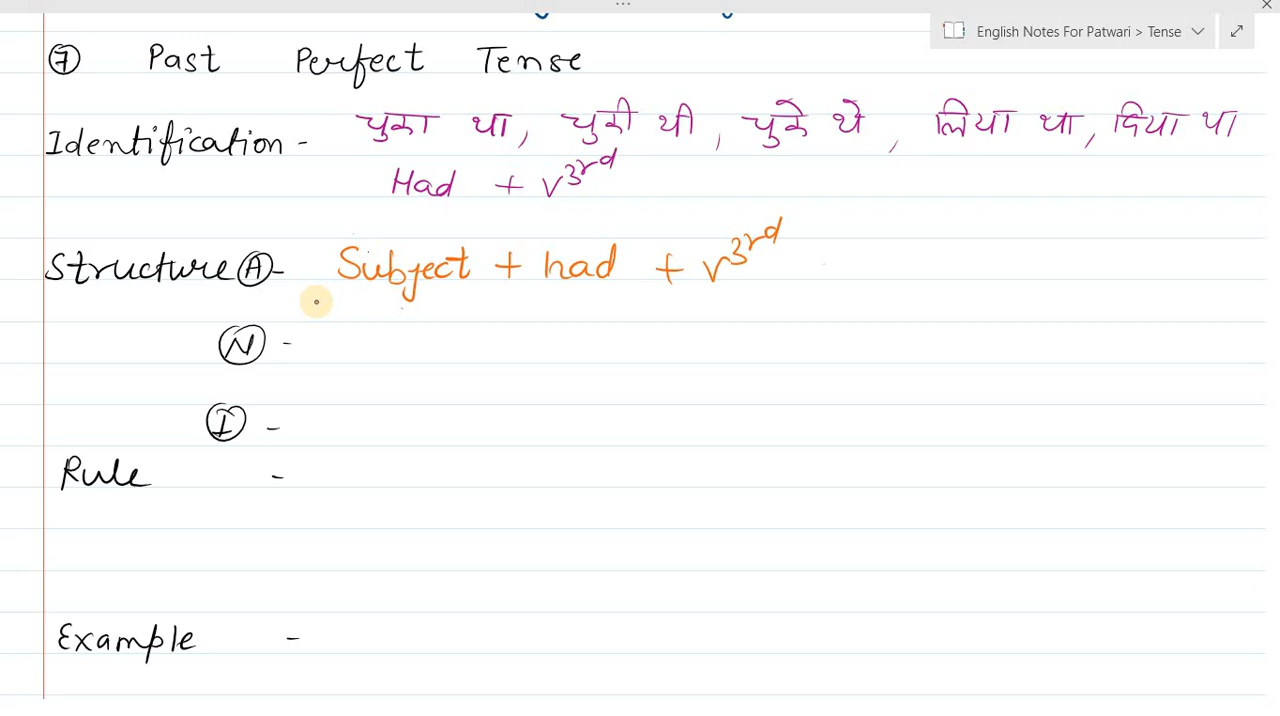 English Notes For Patwari > Tense
⑦ Past Perfect Tense
Identification - चुका था, चुकी थी, चुके थे, लिया था, दिया था
Had + v3rd
Structure Ⓐ- Subject + had + v3rd
Ⓝ -
Ⓘ -
Rule -
Example -